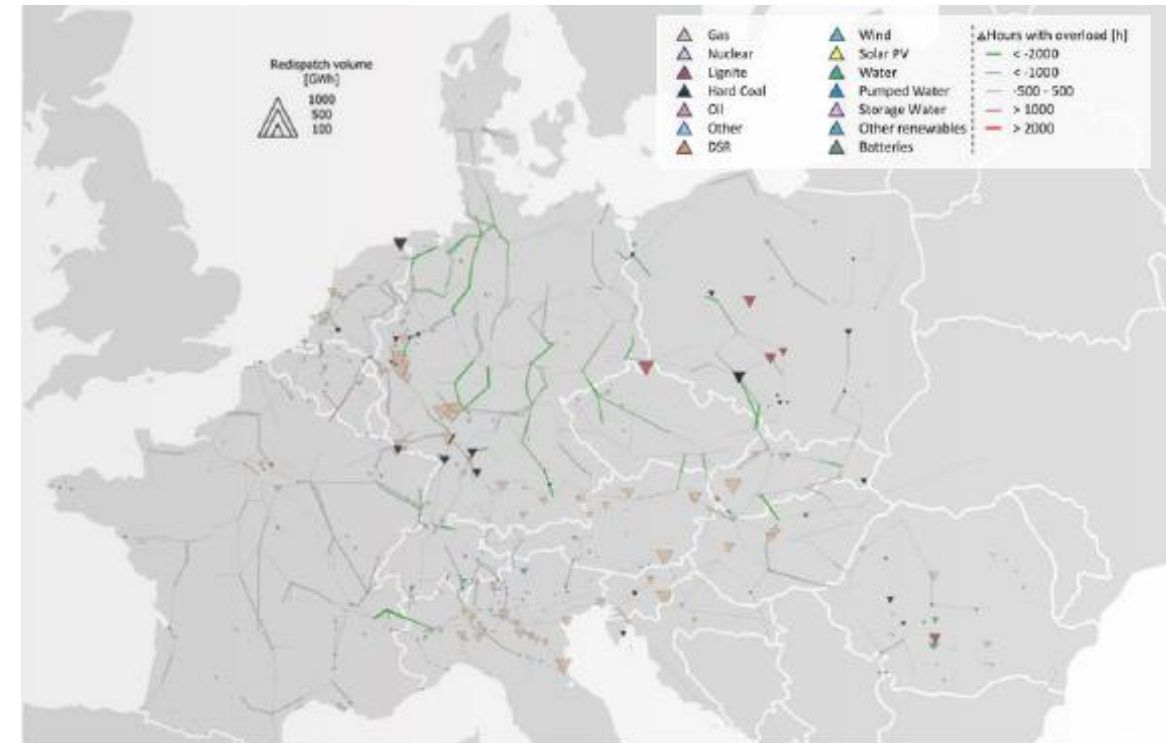 Redispatch volume
[GWh]
1000
500
100
Gas
Nuclear
Lignite
Hard Coal
Oil
Other
DSR
Wind
Solar PV
Water
Pumped Water
Storage Water
Other renewables
Batteries
ΔHours with overload [h]
< -2000
< -1000
-500 - 500
> 1000
> 2000